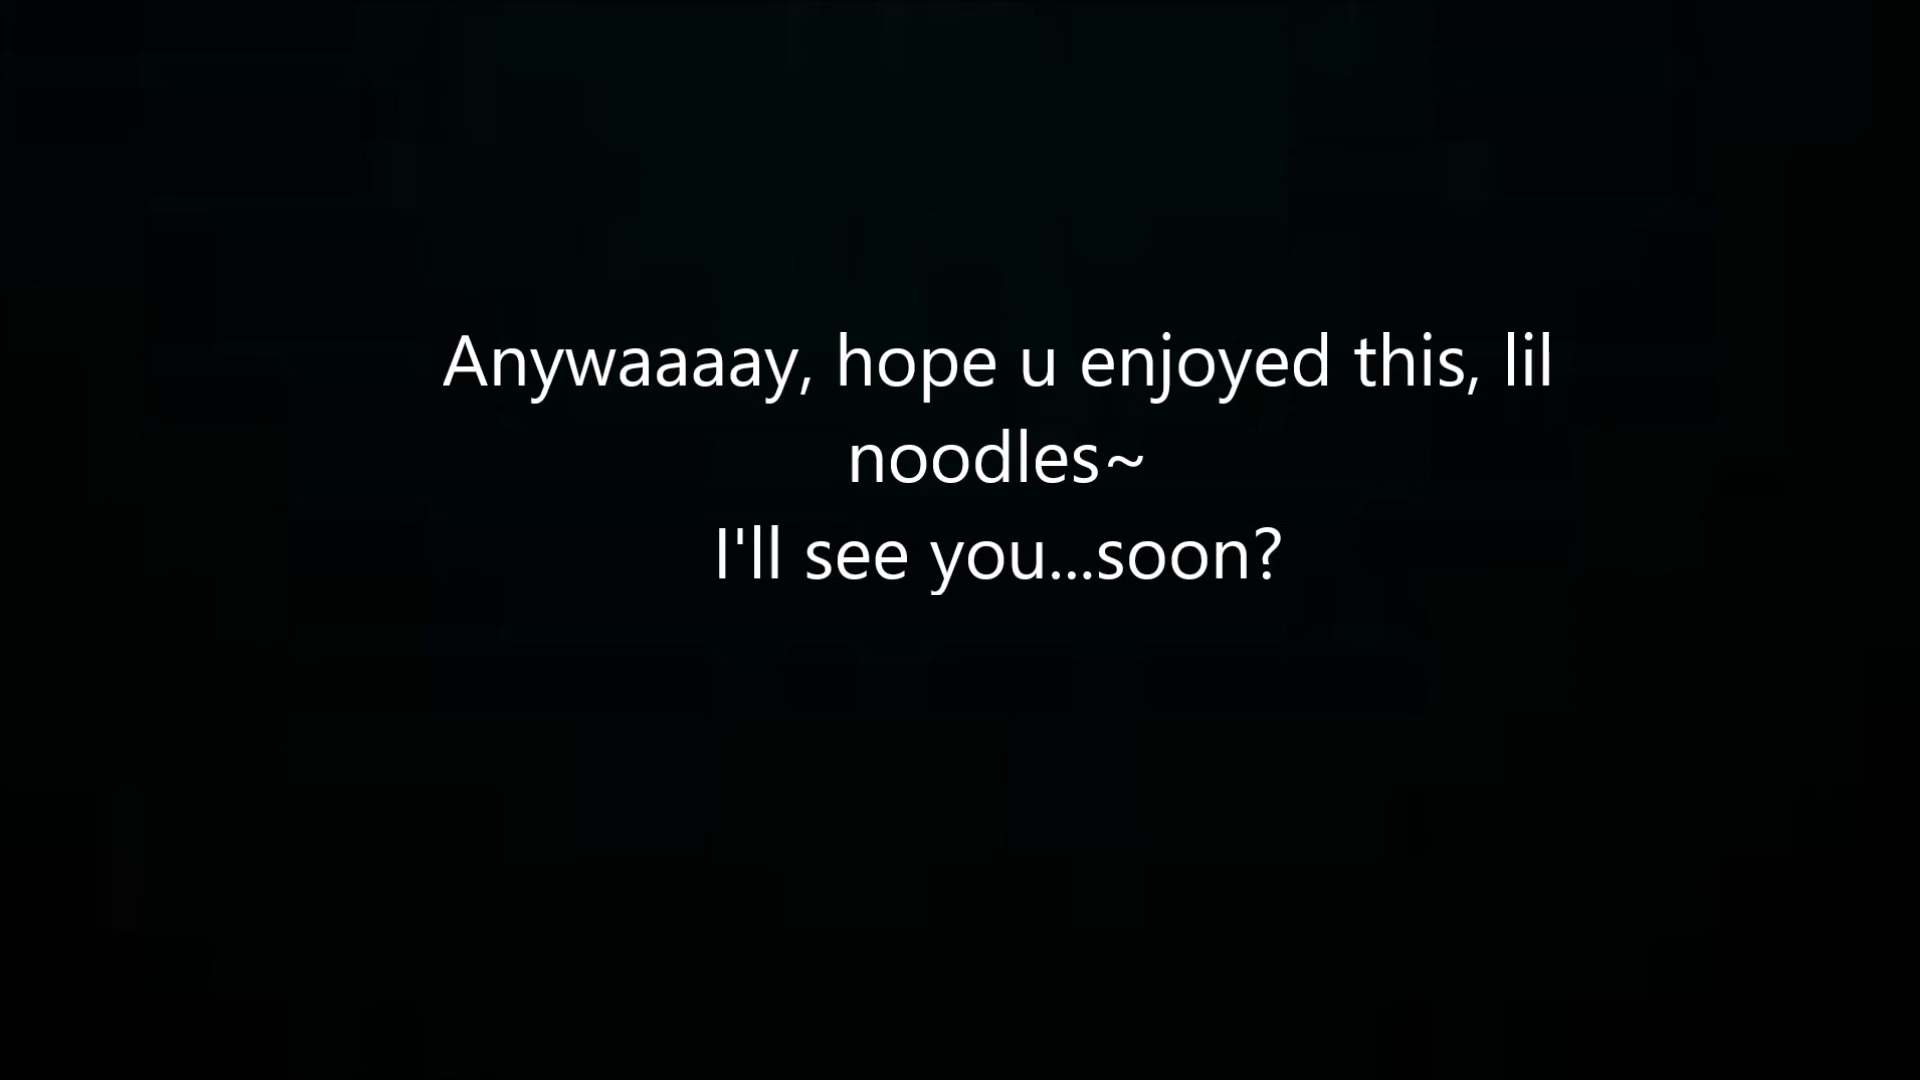 Anywaaaay, hope u enjoyed this, lil
noodles~
I'll see you...soon?